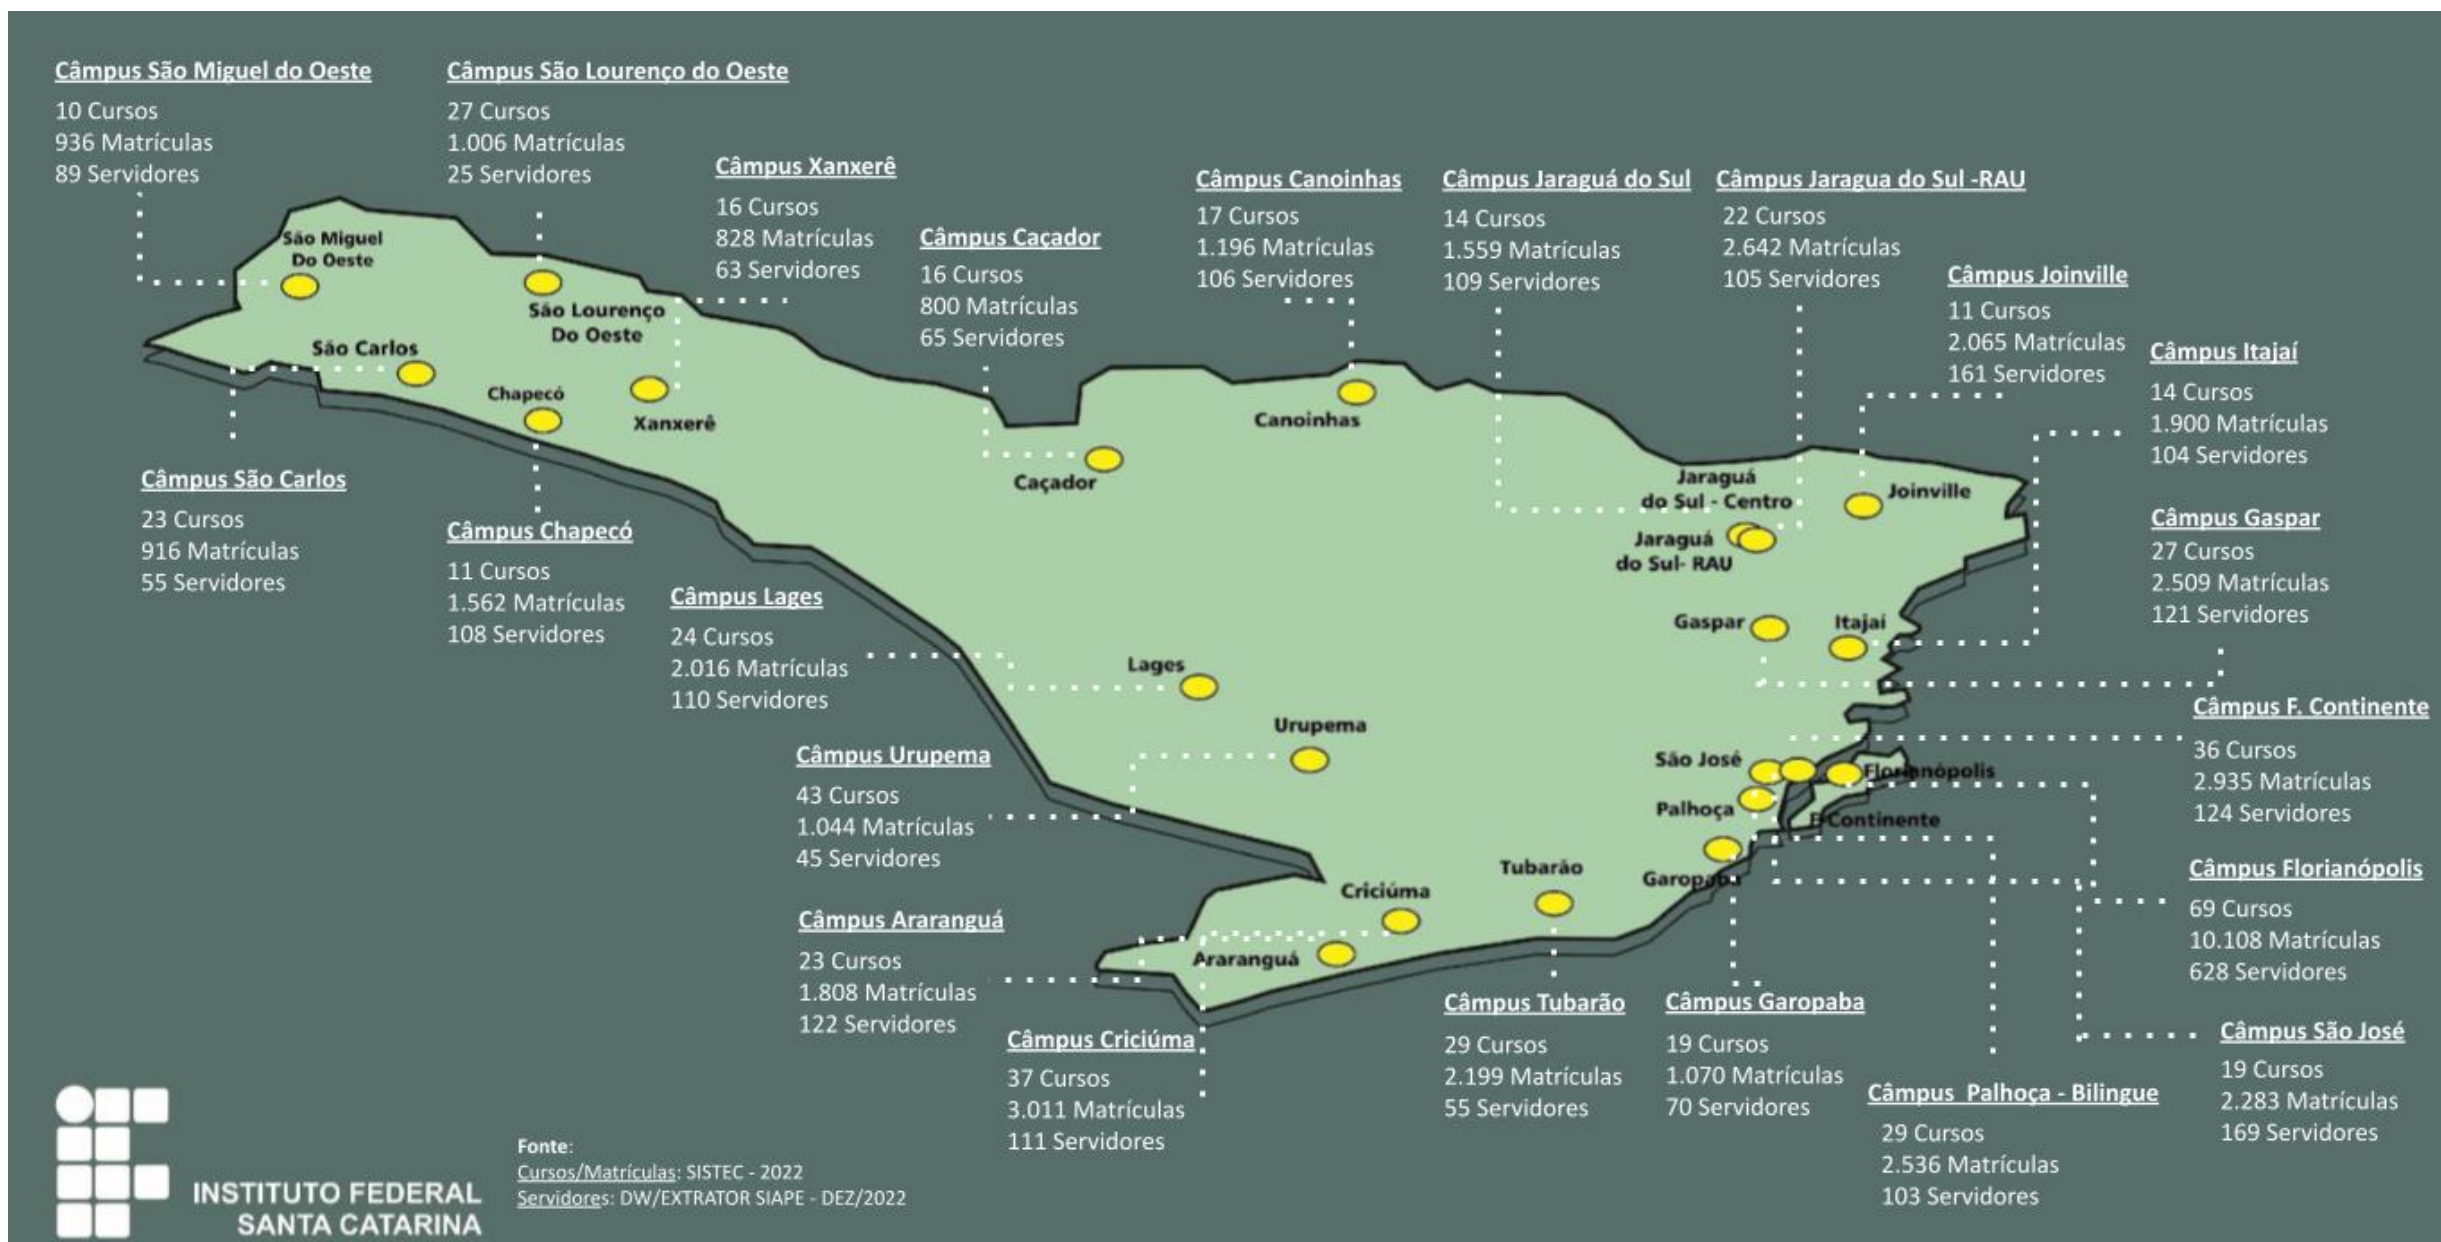 Câmpus São Miguel do Oeste
10 Cursos
936 Matrículas
89 Servidores
Câmpus São Lourenço do Oeste
27 Cursos
1.006 Matrículas
25 Servidores
Câmpus Xanxerê
16 Cursos
828 Matrículas
63 Servidores
Câmpus Caçador
16 Cursos
800 Matrículas
65 Servidores
Câmpus Canoinhas
17 Cursos
1.196 Matrículas
106 Servidores
Câmpus Jaraguá do Sul
14 Cursos
1.559 Matrículas
109 Servidores
Câmpus Jaragua do Sul -RAU
22 Cursos
2.642 Matrículas
105 Servidores
Câmpus Joinville
11 Cursos
2.065 Matrículas
161 Servidores
Câmpus Itajaí
14 Cursos
1.900 Matrículas
104 Servidores
Câmpus Gaspar
27 Cursos
2.509 Matrículas
121 Servidores
Câmpus F. Continente
36 Cursos
2.935 Matrículas
124 Servidores
Câmpus Florianópolis
69 Cursos
10.108 Matrículas
628 Servidores
Câmpus São José
19 Cursos
2.283 Matrículas
169 Servidores
Câmpus Palhoça - Bilingue
29 Cursos
2.536 Matrículas
103 Servidores
Câmpus Garopaba
19 Cursos
1.070 Matrículas
70 Servidores
Câmpus Tubarão
29 Cursos
2.199 Matrículas
55 Servidores
Câmpus Criciúma
37 Cursos
3.011 Matrículas
111 Servidores
Câmpus Araranguá
23 Cursos
1.808 Matrículas
122 Servidores
Câmpus Urupema
43 Cursos
1.044 Matrículas
45 Servidores
Câmpus Lages
24 Cursos
2.016 Matrículas
110 Servidores
Câmpus Chapecó
11 Cursos
1.562 Matrículas
108 Servidores
Câmpus São Carlos
23 Cursos
916 Matrículas
55 Servidores
São Miguel
Do Oeste
São Lourenço
Do Oeste
São Carlos
Chapecó
Xanxerê
Caçador
Canoinhas
Jaraguá
do Sul - Centro
Jaraguá
do Sul- RAU
Joinville
Gaspar
Itajaí
Lages
Urupema
São José
Florianópolis
Palhoça
F Continente
Garopaba
Tubarão
Criciúma
Araranguá
INSTITUTO FEDERAL
SANTA CATARINA
Fonte:
Cursos/Matrículas: SISTEC - 2022
Servidores: DW/EXTRATOR SIAPE - DEZ/2022